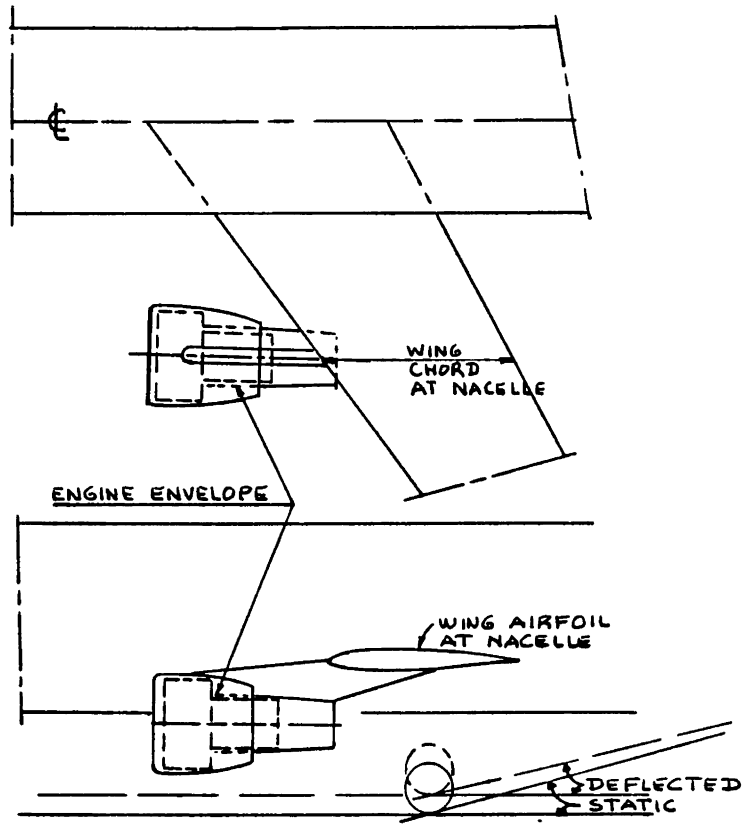 ℄
WING
CHORD
AT NACELLE
ENGINE ENVELOPE
WING AIRFOIL
AT NACELLE
DEFLECTED
STATIC